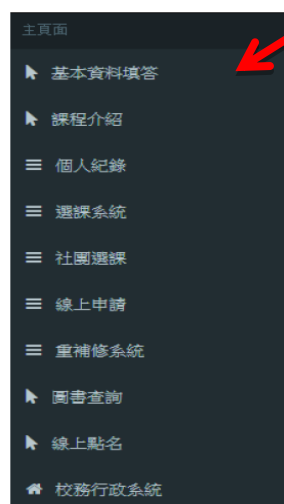 主頁面
基本資料填答
課程介紹
個人紀錄
選課系統
社團選課
線上申請
重補修系統
圖書查詢
線上點名
校務行政系統